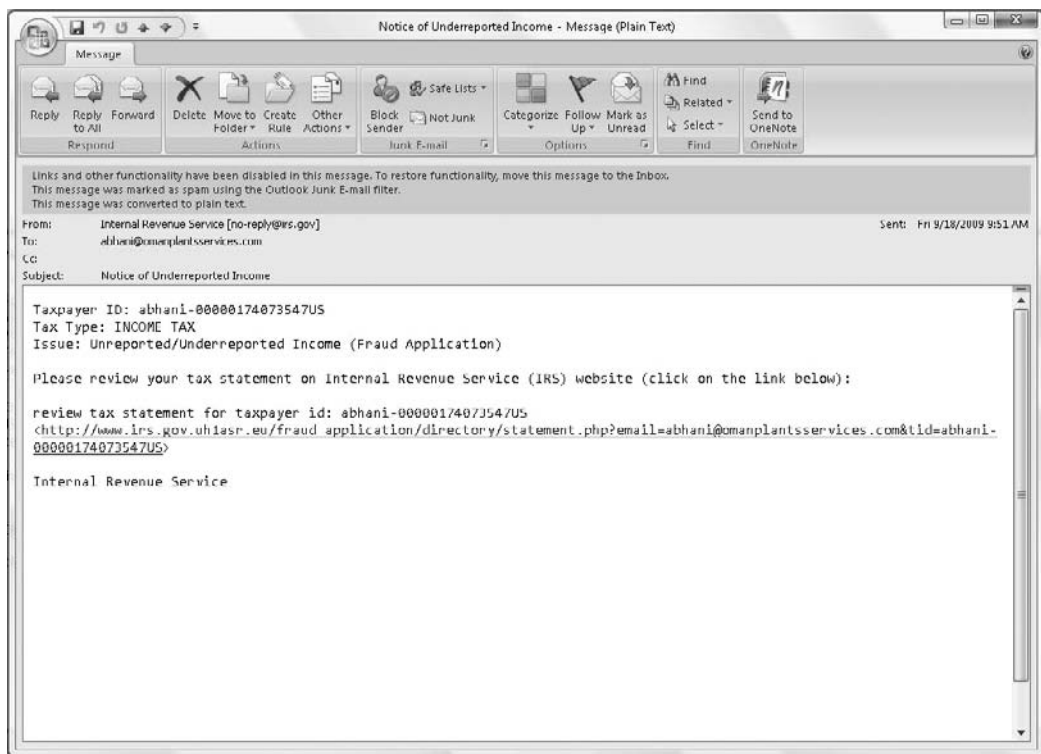 Notice of Underreported Income - Message (Plain Text)
Message
Reply
Reply to All
Forward
Respond
Delete
Move to Folder
Create Rule
Other Actions
Actions
Block Sender
Safe Lists
Not Junk
Junk E-mail
Categorize
Follow Up
Mark as Unread
Options
Find
Related
Select
Find
Send to OneNote
OneNote
Links and other functionality have been disabled in this message. To restore functionality, move this message to the Inbox.
This message was marked as spam using the Outlook Junk E-mail filter.
This message was converted to plain text.
From: Internal Revenue Service [no-reply@irs.gov]
Sent: Fri 9/18/2009 9:51 AM
To: abhani@omanplantsservices.com
Cc:
Subject: Notice of Underreported Income
Taxpayer ID: abhani-00000174073547US
Tax Type: INCOME TAX
Issue: Unreported/Underreported Income (Fraud Application)
Please review your tax statement on Internal Revenue Service (IRS) website (click on the link below):
review tax statement for taxpayer id: abhani-00000174073547US
<http://www.irs.gov.uh1asr.eu/fraud_application/directory/statement.php?email=abhani@omanplantsservices.com&tid=abhani-
00000174073547US>
Internal Revenue Service